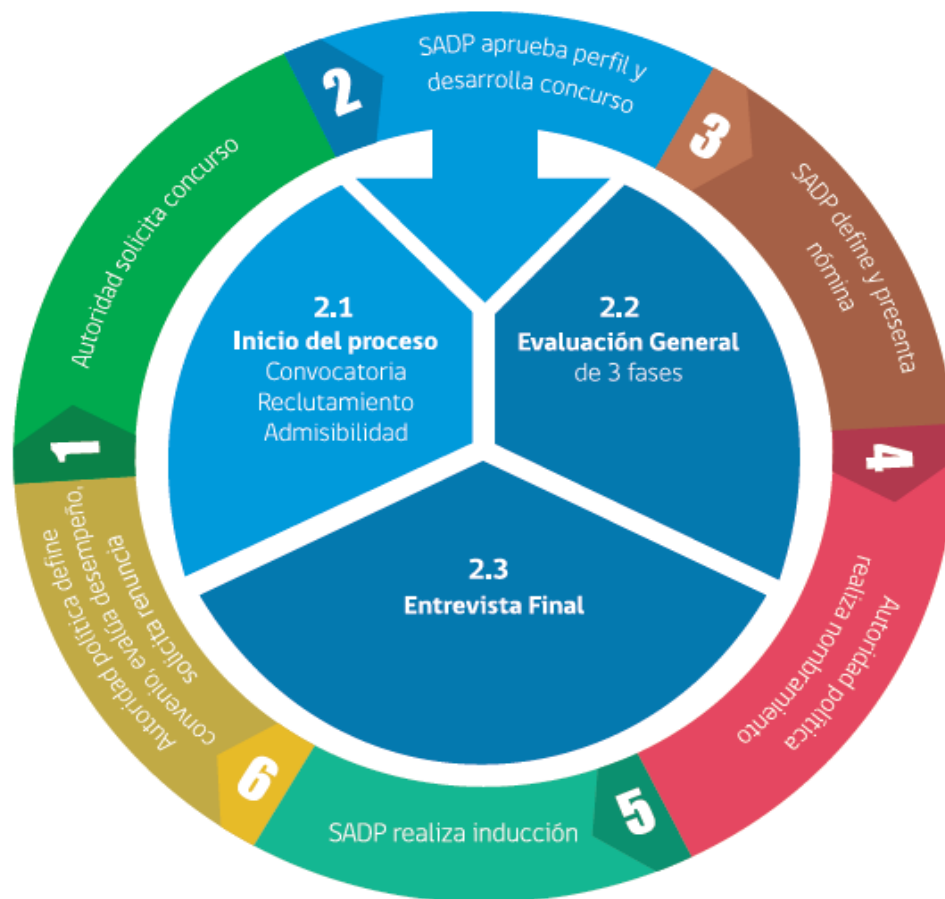 1
Autoridad solicita concurso
2
SADP aprueba perfil y
desarrolla concurso
3
SADP define y presenta
nómina
4
Autoridad política
realiza nombramiento
5
SADP realiza inducción
6
Autoridad política define
convenio, evalúa desempeño,
solicita renuncia
2.1
Inicio del proceso
Convocatoria
Reclutamiento
Admisibilidad
2.2
Evaluación General
de 3 fases
2.3
Entrevista Final